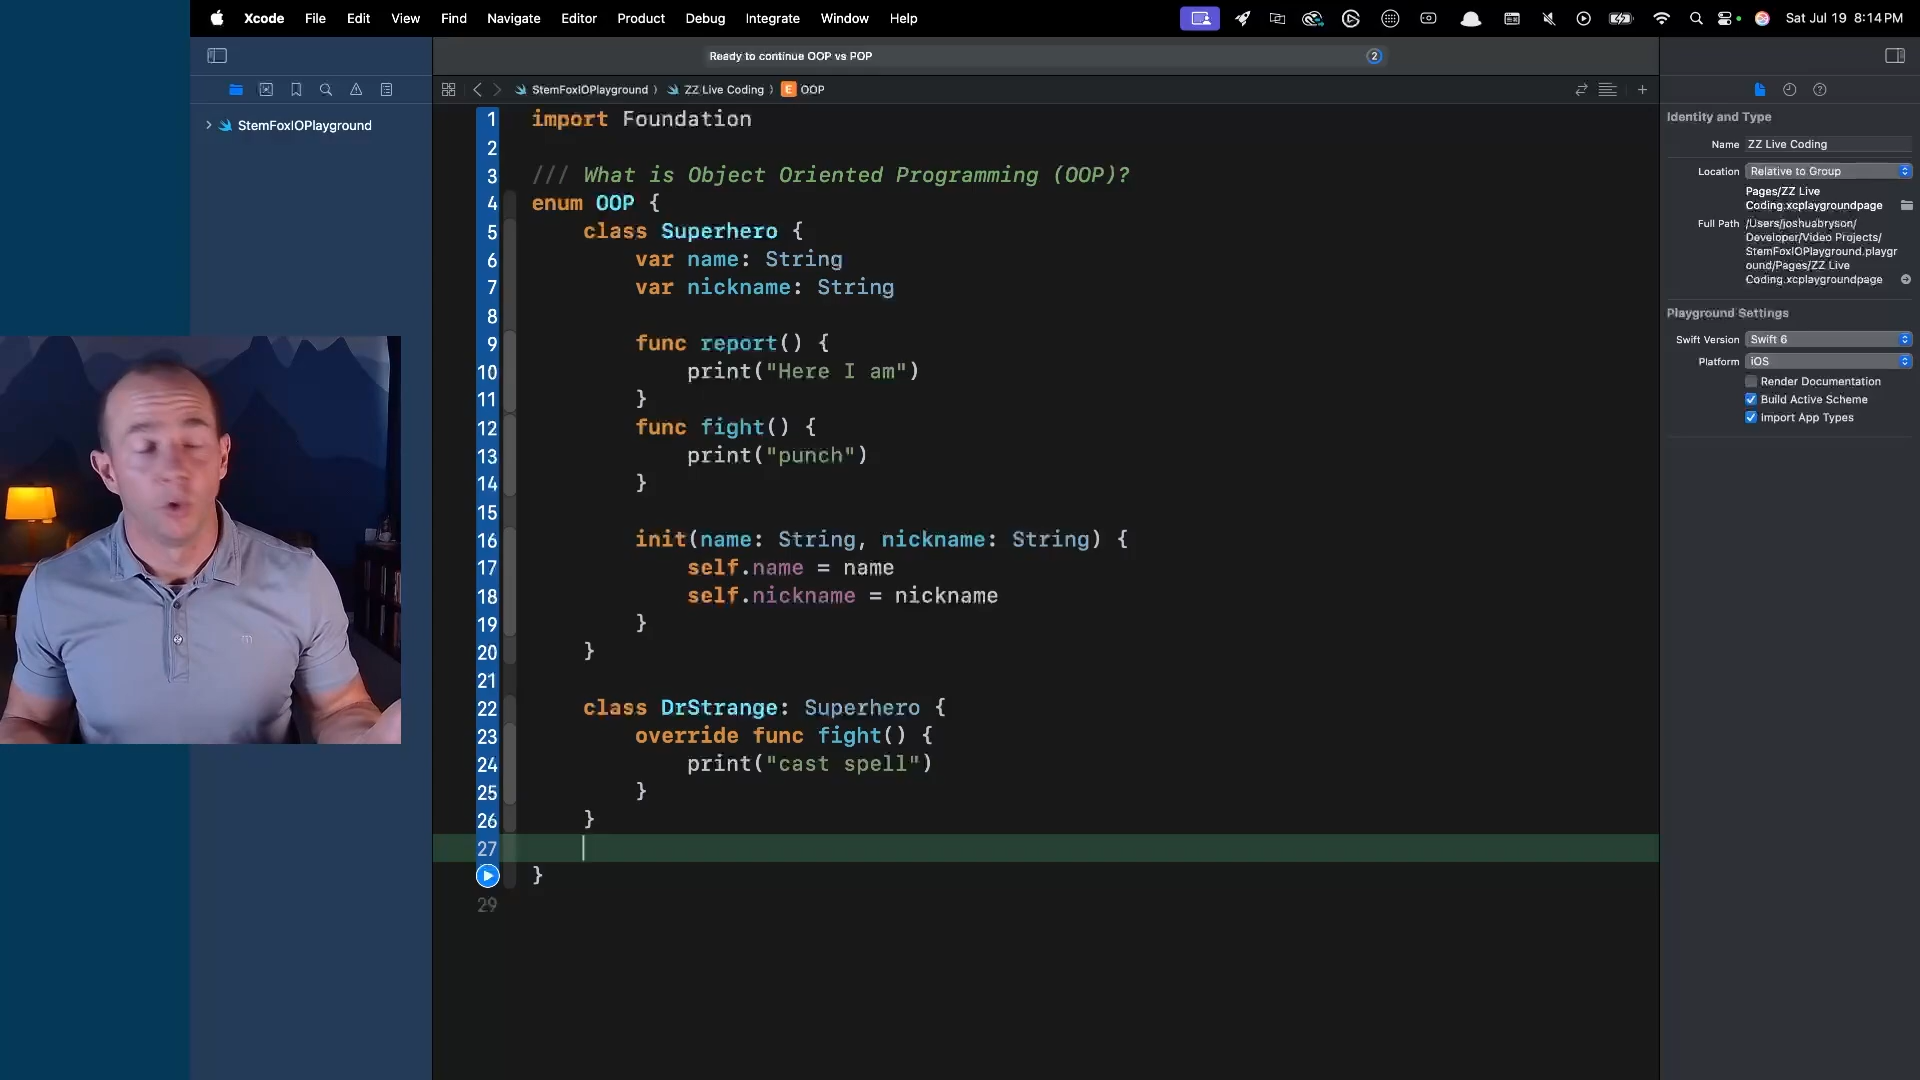 Xcode File Edit View Find Navigate Editor Product Debug Integrate Window Help Sat Jul 19 8:14 PM
Ready to continue OOP vs POP 2
StemFoxIOPlayground ⟩ ZZ Live Coding ⟩ E OOP
StemFoxIOPlayground
1 import Foundation
2
3 /// What is Object Oriented Programming (OOP)?
4 enum OOP {
5 class Superhero {
6 var name: String
7 var nickname: String
8
9 func report() {
10 print("Here I am")
11 }
12 func fight() {
13 print("punch")
14 }
15
16 init(name: String, nickname: String) {
17 self.name = name
18 self.nickname = nickname
19 }
20 }
21
22 class DrStrange: Superhero {
23 override func fight() {
24 print("cast spell")
25 }
26 }
27
}
29
Identity and Type
Name ZZ Live Coding
Location Relative to Group
Pages/ZZ Live
Coding.xcplaygroundpage
Full Path /Users/joshuabryson/
Developer/Video Projects/
StemFoxIOPlayground.playgr
ound/Pages/ZZ Live
Coding.xcplaygroundpage
Playground Settings
Swift Version Swift 6
Platform iOS
Render Documentation
Build Active Scheme
Import App Types